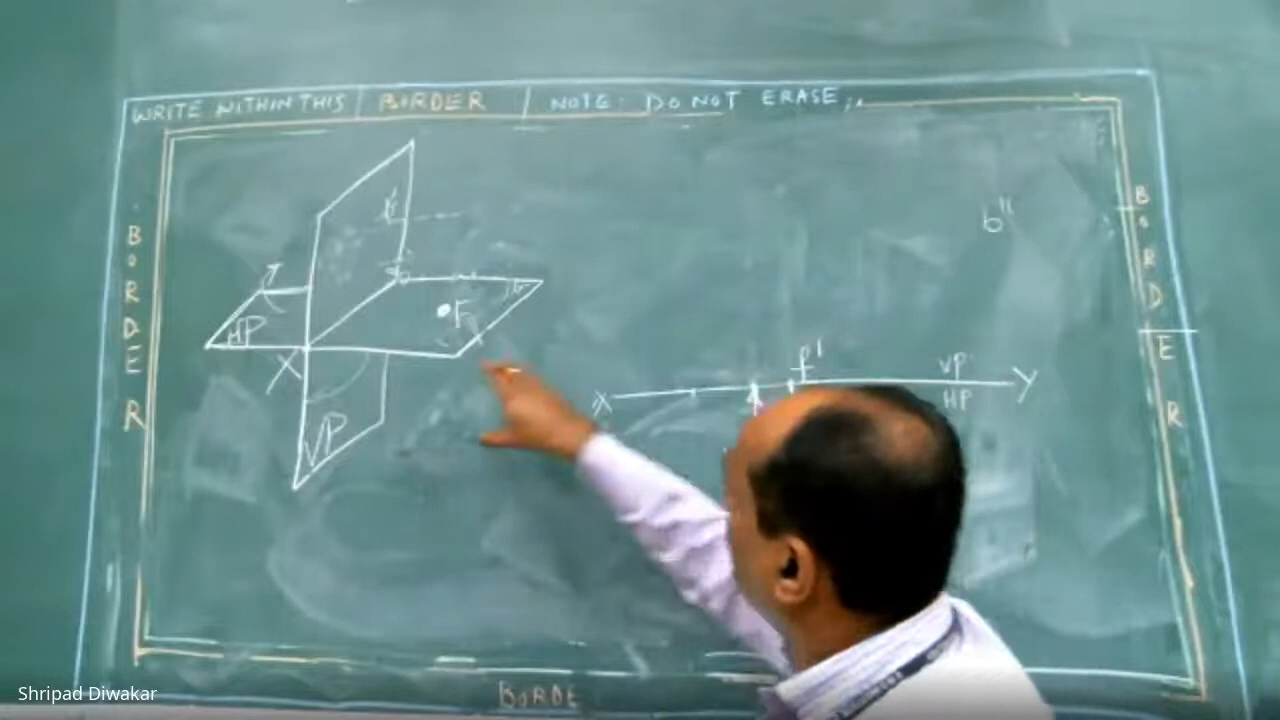 WRITE WITHIN THIS BORDER NOTE: DO NOT ERASE
BORDER
BORDER
b"
HP
F
X
VP
f'
VP
X Y
HP
BORDE
Shripad Diwakar